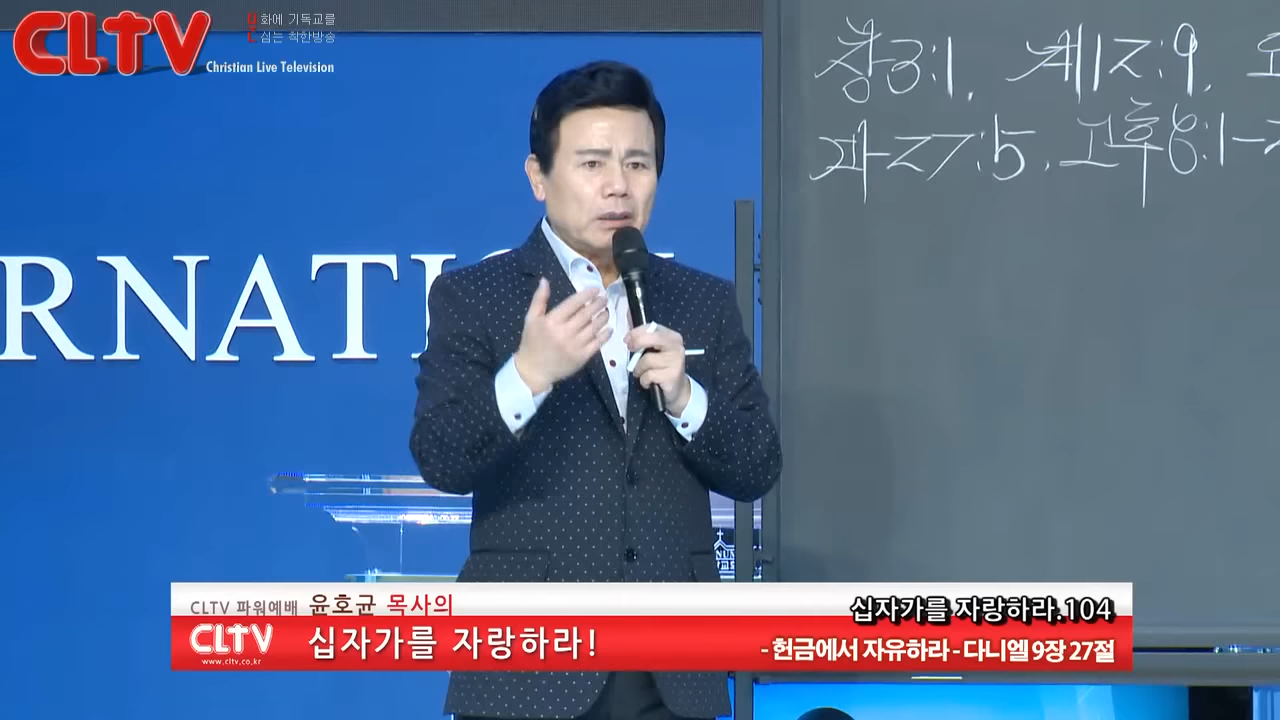 CLTV
문화에 기독교를
심는 착한방송
Christian Live Television
창3:1, 계12:9,
과27:5, 고후6:1-2
RNATION
CLTV 파워예배 윤호균 목사의
십자가를 자랑하라.104
CLTV
www.cltv.co.kr
십자가를 자랑하라!
- 헌금에서 자유하라 - 다니엘 9장 27절